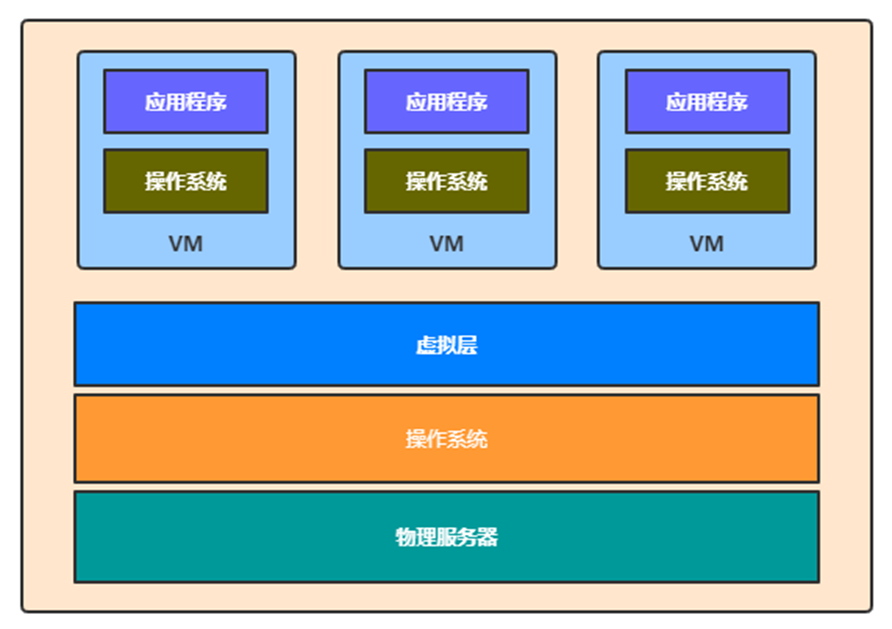 应用程序 应用程序 应用程序
操作系统 操作系统 操作系统
VM VM VM
虚拟层
操作系统
物理服务器